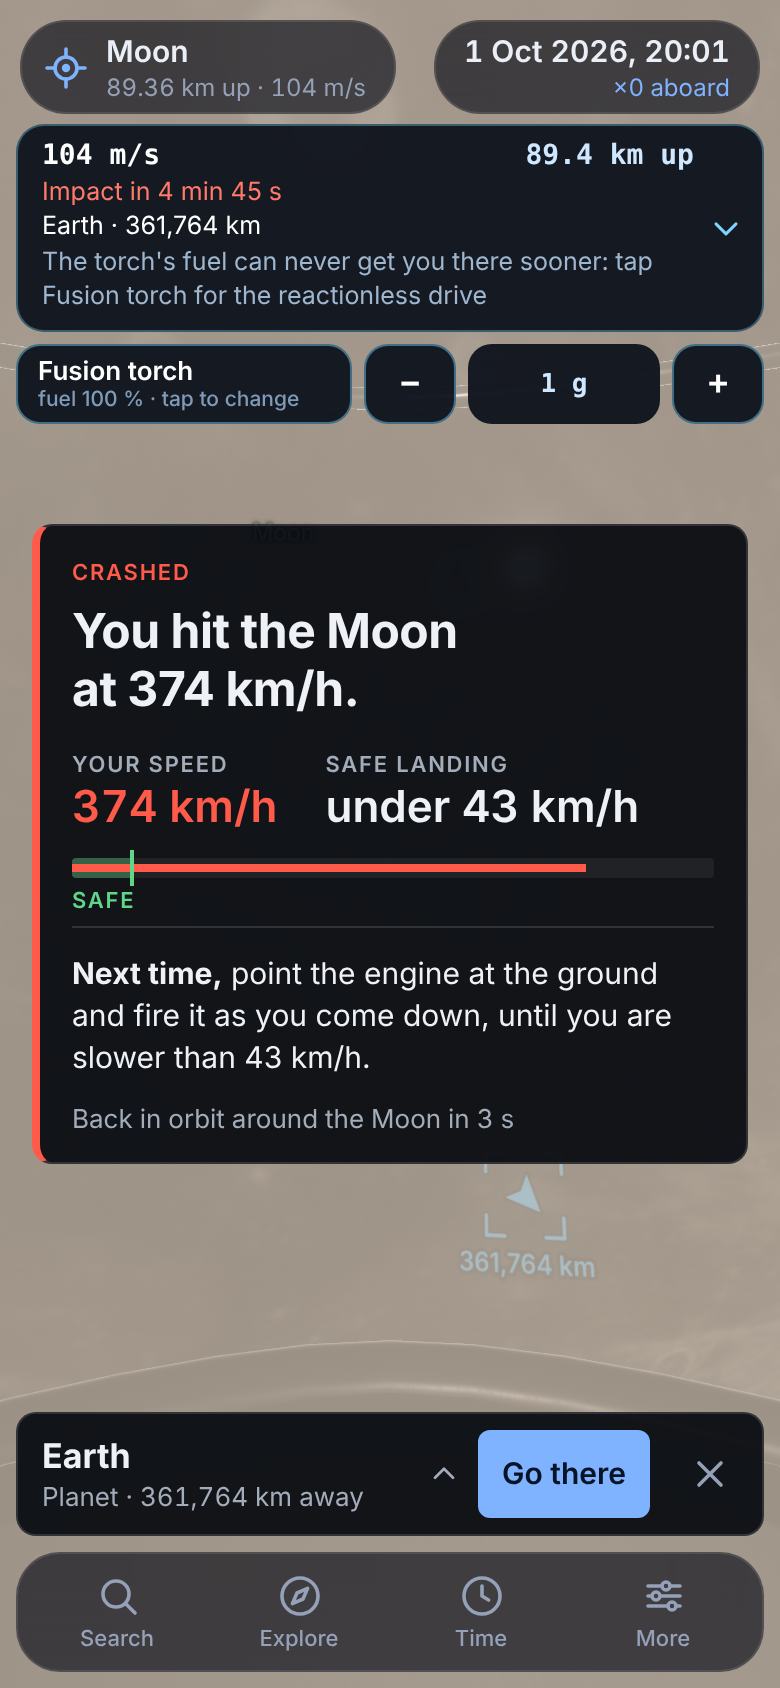 Moon
89.36 km up · 104 m/s
1 Oct 2026, 20:01
×0 aboard
104 m/s
89.4 km up
Impact in 4 min 45 s
Earth · 361,764 km
The torch's fuel can never get you there sooner: tap
Fusion torch for the reactionless drive
Fusion torch
fuel 100 % · tap to change
−
1 g
+
Moon
CRASHED
You hit the Moon
at 374 km/h.
YOUR SPEED
SAFE LANDING
374 km/h
under 43 km/h
SAFE
Next time, point the engine at the ground
and fire it as you come down, until you are
slower than 43 km/h.
Back in orbit around the Moon in 3 s
361,764 km
Earth
Planet · 361,764 km away
Go there
Search
Explore
Time
More